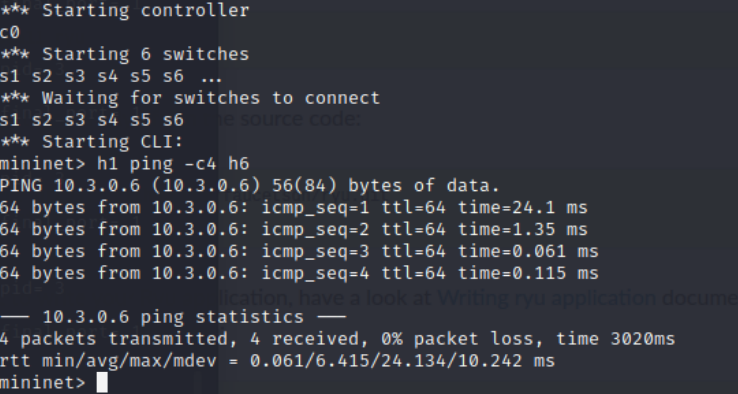 *** Starting controller
c0
*** Starting 6 switches
s1 s2 s3 s4 s5 s6 ...
*** Waiting for switches to connect
s1 s2 s3 s4 s5 s6
e source code:
*** Starting CLI:
mininet> h1 ping -c4 h6
PING 10.3.0.6 (10.3.0.6) 56(84) bytes of data.
64 bytes from 10.3.0.6: icmp_seq=1 ttl=64 time=24.1 ms
64 bytes from 10.3.0.6: icmp_seq=2 ttl=64 time=1.35 ms
64 bytes from 10.3.0.6: icmp_seq=3 ttl=64 time=0.061 ms
64 bytes from 10.3.0.6: icmp_seq=4 ttl=64 time=0.115 ms
lication, have a look at Writing ryu application docume
--- 10.3.0.6 ping statistics ---
4 packets transmitted, 4 received, 0% packet loss, time 3020ms
rtt min/avg/max/mdev = 0.061/6.415/24.134/10.242 ms
mininet>